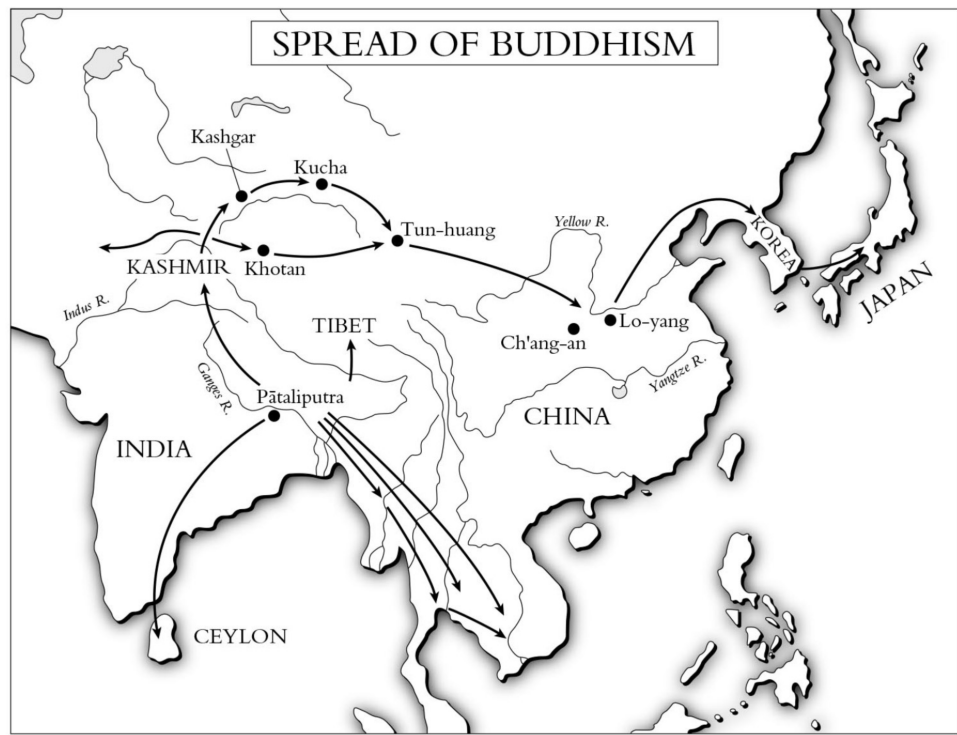 SPREAD OF BUDDHISM
Kashgar
Kucha
Tun-huang
Yellow R.
KOREA
KASHMIR
Khotan
JAPAN
Indus R.
TIBET
Lo-yang
Ch'ang-an
Ganges R.
Yangtze R.
Pātaliputra
CHINA
INDIA
CEYLON